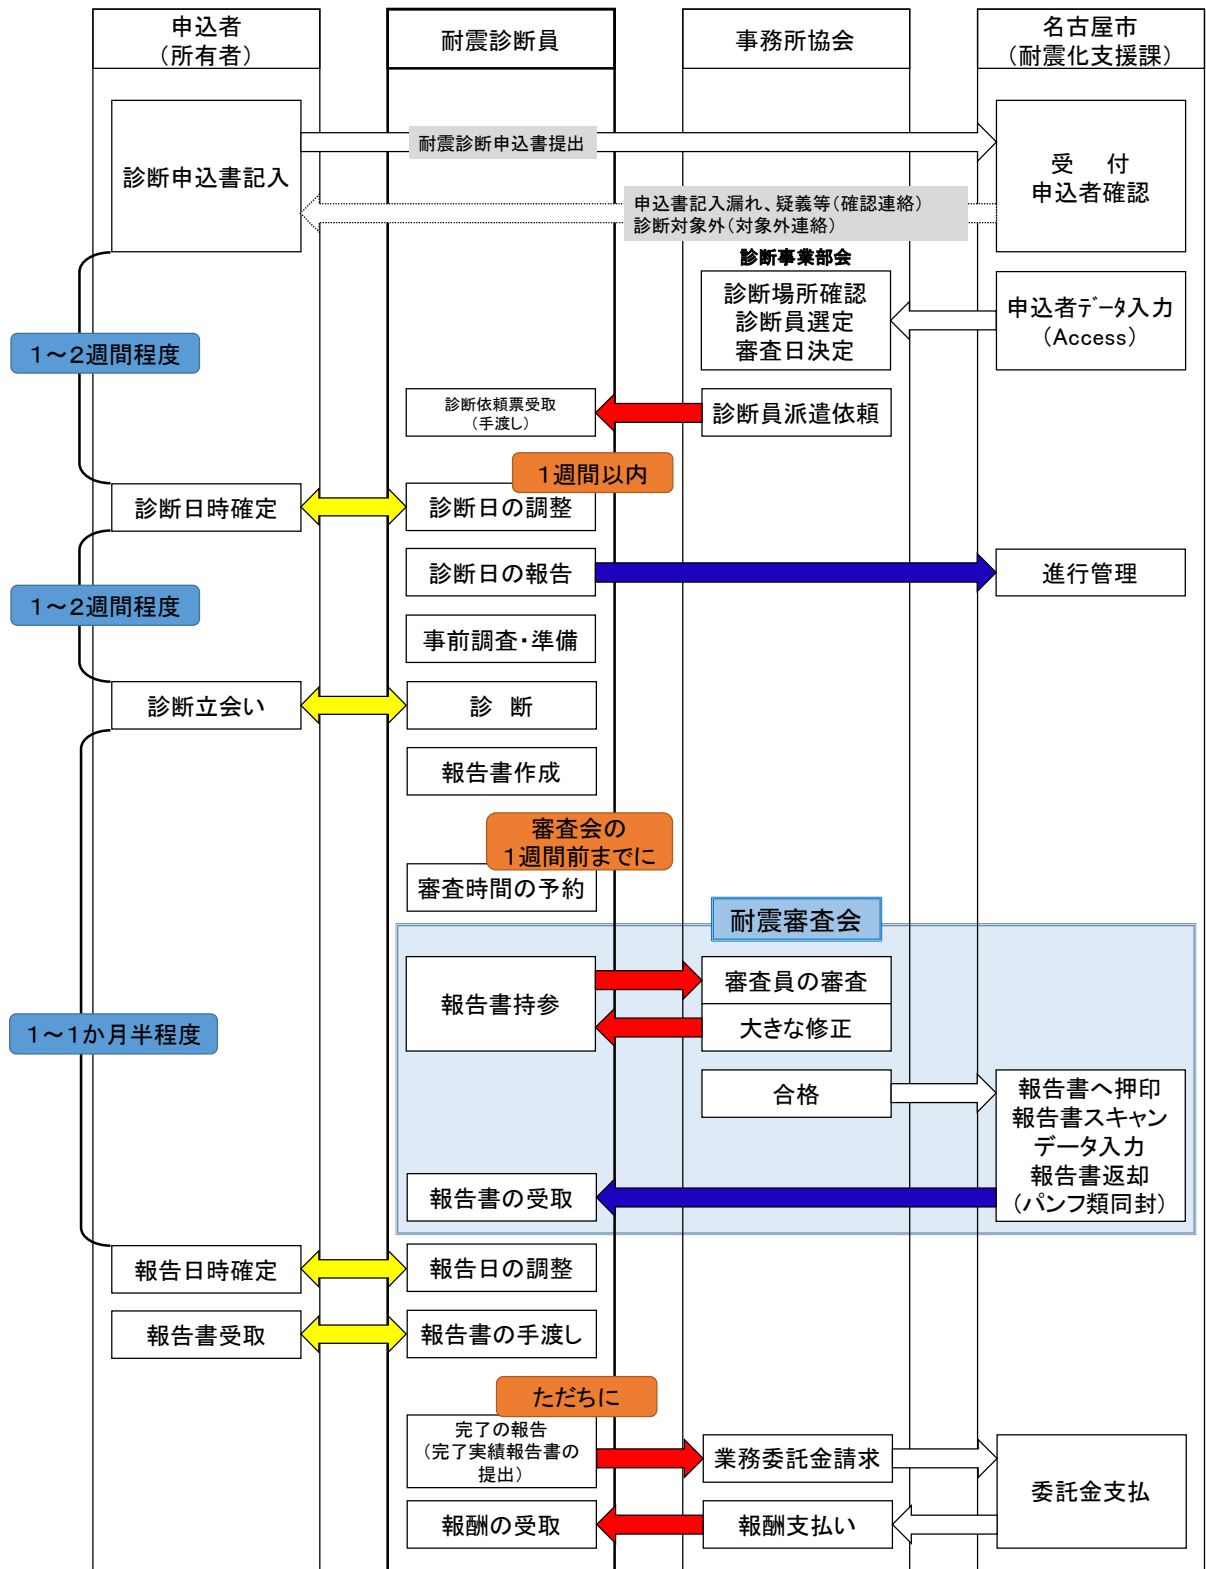 申込者
（所有者）
耐震診断員
事務所協会
名古屋市
（耐震化支援課）
診断申込書記入
耐震診断申込書提出
受　付
申込者確認
申込書記入漏れ、疑義等（確認連絡）
診断対象外（対象外連絡）
診断事業部会
診断場所確認
診断員選定
審査日決定
申込者ﾃﾞｰﾀ入力
（Access）
１～２週間程度
診断依頼票受取
（手渡し）
診断員派遣依頼
１週間以内
診断日時確定
診断日の調整
診断日の報告
進行管理
１～２週間程度
事前調査・準備
診断立会い
診　断
報告書作成
審査会の
１週間前までに
審査時間の予約
耐震審査会
報告書持参
審査員の審査
大きな修正
１～１か月半程度
合格
報告書へ押印
報告書スキャン
データ入力
報告書返却
（パンフ類同封）
報告書の受取
報告日時確定
報告日の調整
報告書受取
報告書の手渡し
ただちに
完了の報告
（完了実績報告書の
提出）
業務委託金請求
委託金支払
報酬の受取
報酬支払い